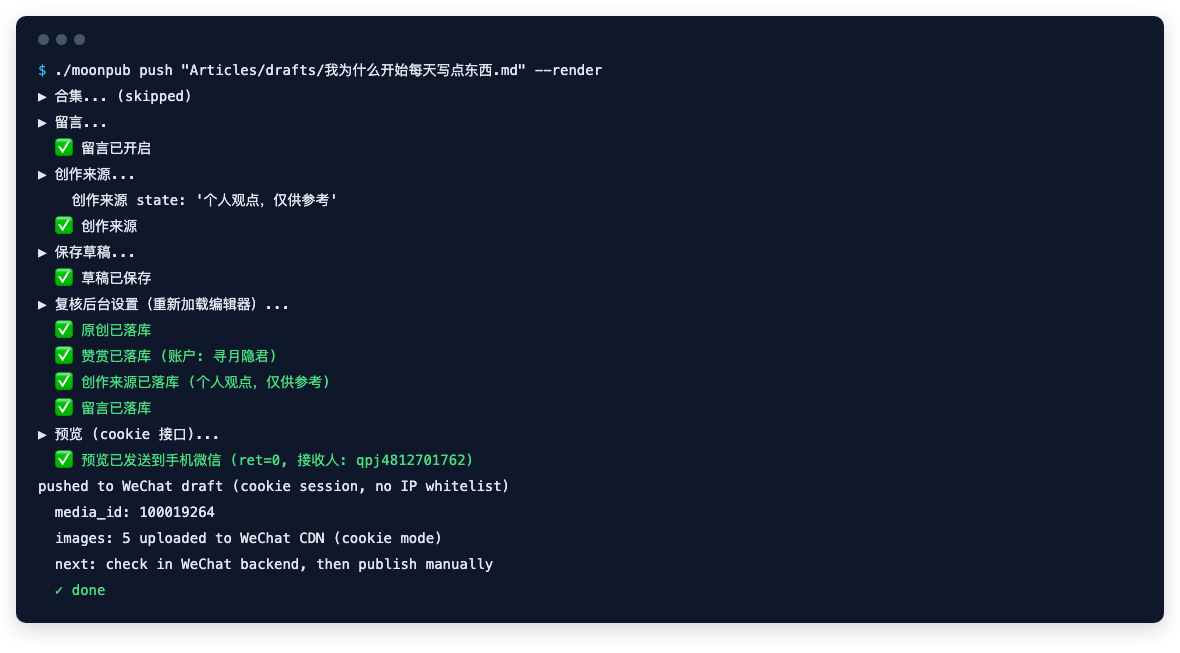 $ ./moonpub push "Articles/drafts/我为什么开始每天写点东西.md" --render
▶ 合集... (skipped)
▶ 留言...
✅ 留言已开启
▶ 创作来源...
创作来源 state: '个人观点，仅供参考'
✅ 创作来源
▶ 保存草稿...
✅ 草稿已保存
▶ 复核后台设置（重新加载编辑器）...
✅ 原创已落库
✅ 赞赏已落库 (账户: 寻月隐君)
✅ 创作来源已落库 (个人观点，仅供参考)
✅ 留言已落库
▶ 预览 (cookie 接口)...
✅ 预览已发送到手机微信 (ret=0, 接收人: qpj4812701762)
pushed to WeChat draft (cookie session, no IP whitelist)
media_id: 100019264
images: 5 uploaded to WeChat CDN (cookie mode)
next: check in WeChat backend, then publish manually
✓ done